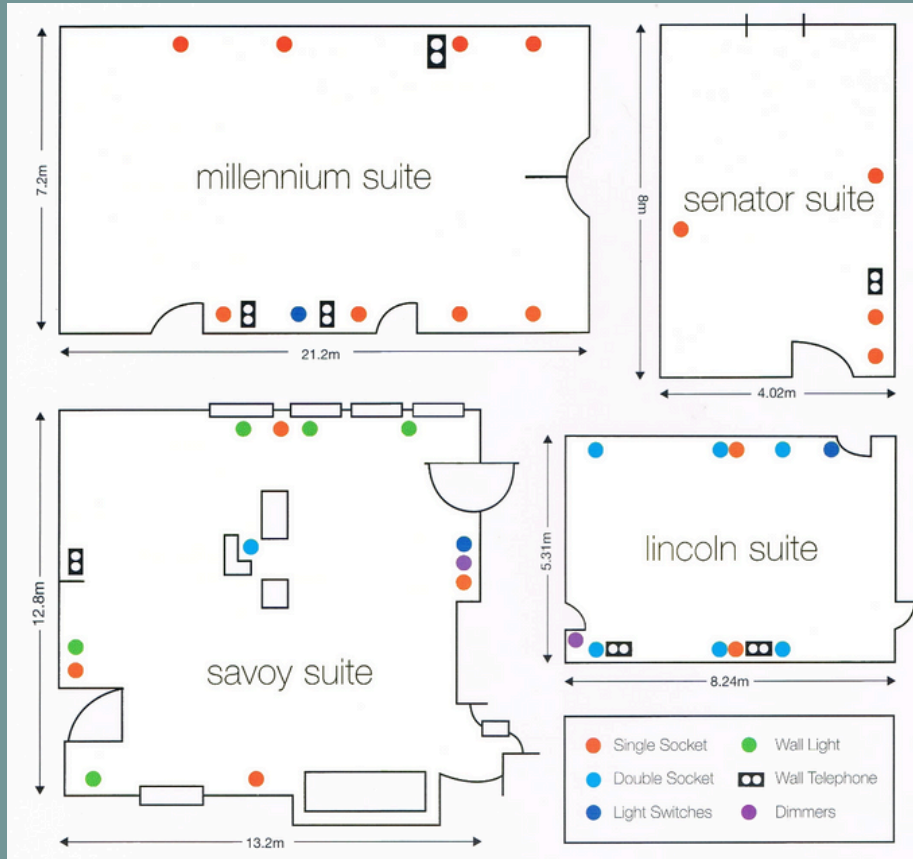 millennium suite
7.2m
21.2m
senator suite
8m
4.02m
savoy suite
12.8m
13.2m
lincoln suite
5.31m
8.24m
Single Socket
Wall Light
Double Socket
Wall Telephone
Light Switches
Dimmers